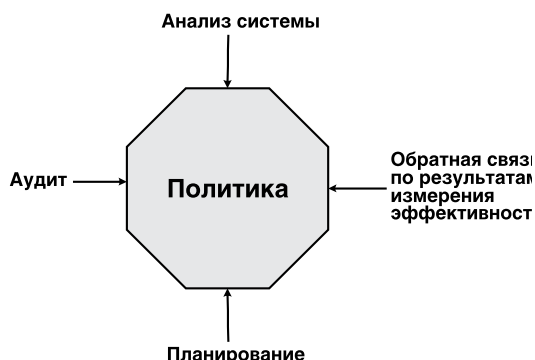 Анализ системы
Аудит
Политика
Обратная связ
по результатам
измерения
эффективност
Планирование